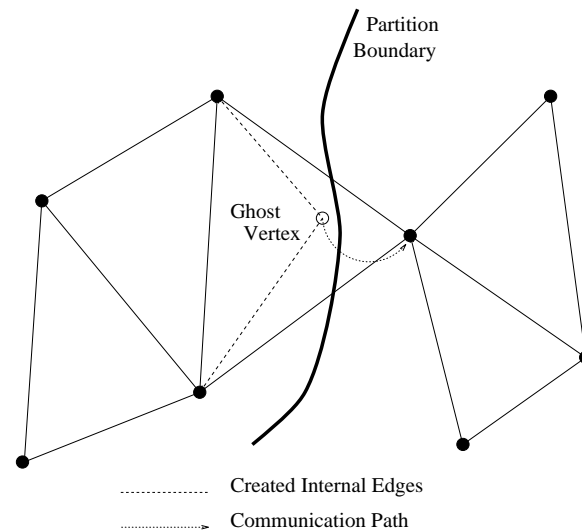 Partition
Boundary
Ghost
Vertex
Created Internal Edges
Communication Path